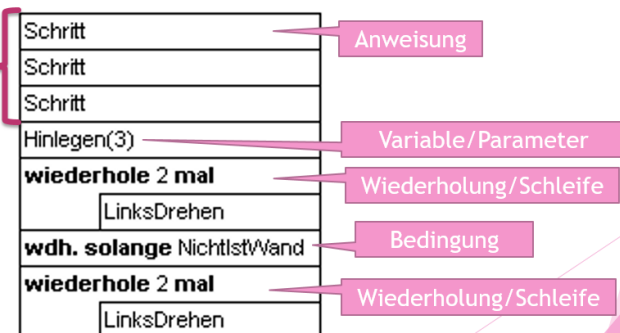 Schritt
Anweisung
Schritt
Schritt
Hinlegen(3)
Variable/Parameter
wiederhole 2 mal
Wiederholung/Schleife
LinksDrehen
wdh. solange NichtIstWand
Bedingung
wiederhole 2 mal
Wiederholung/Schleife
LinksDrehen